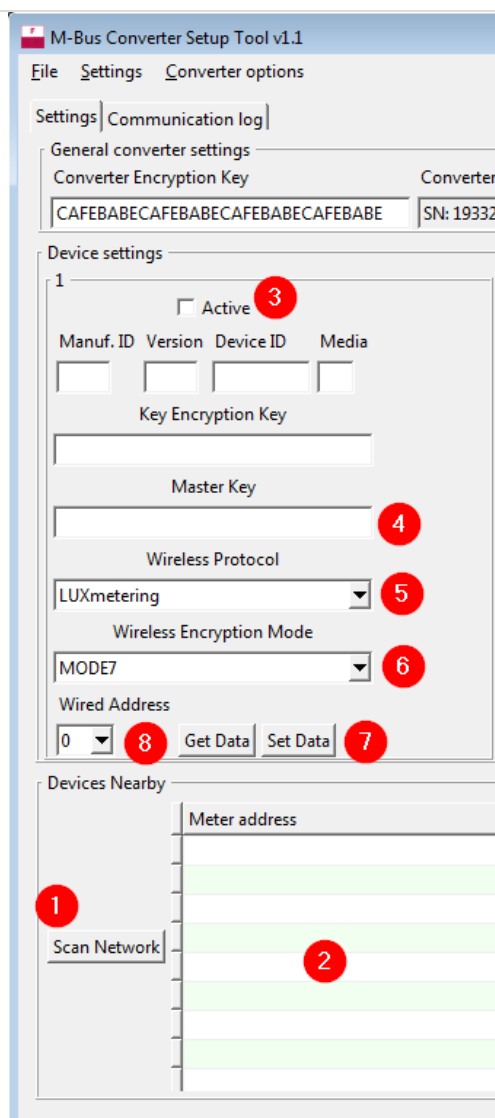 M-Bus Converter Setup Tool v1.1
File Settings Converter options
Settings Communication log
General converter settings
Converter Encryption Key Converter
CAFEBABECAFEBABECAFEBABECAFEBABE SN: 19332
Device settings
1
Active 3
Manuf. ID Version Device ID Media
Key Encryption Key
Master Key
4
Wireless Protocol
LUXmetering 5
Wireless Encryption Mode
MODE7 6
Wired Address
0 8 Get Data Set Data 7
Devices Nearby
Meter address
1
Scan Network
2